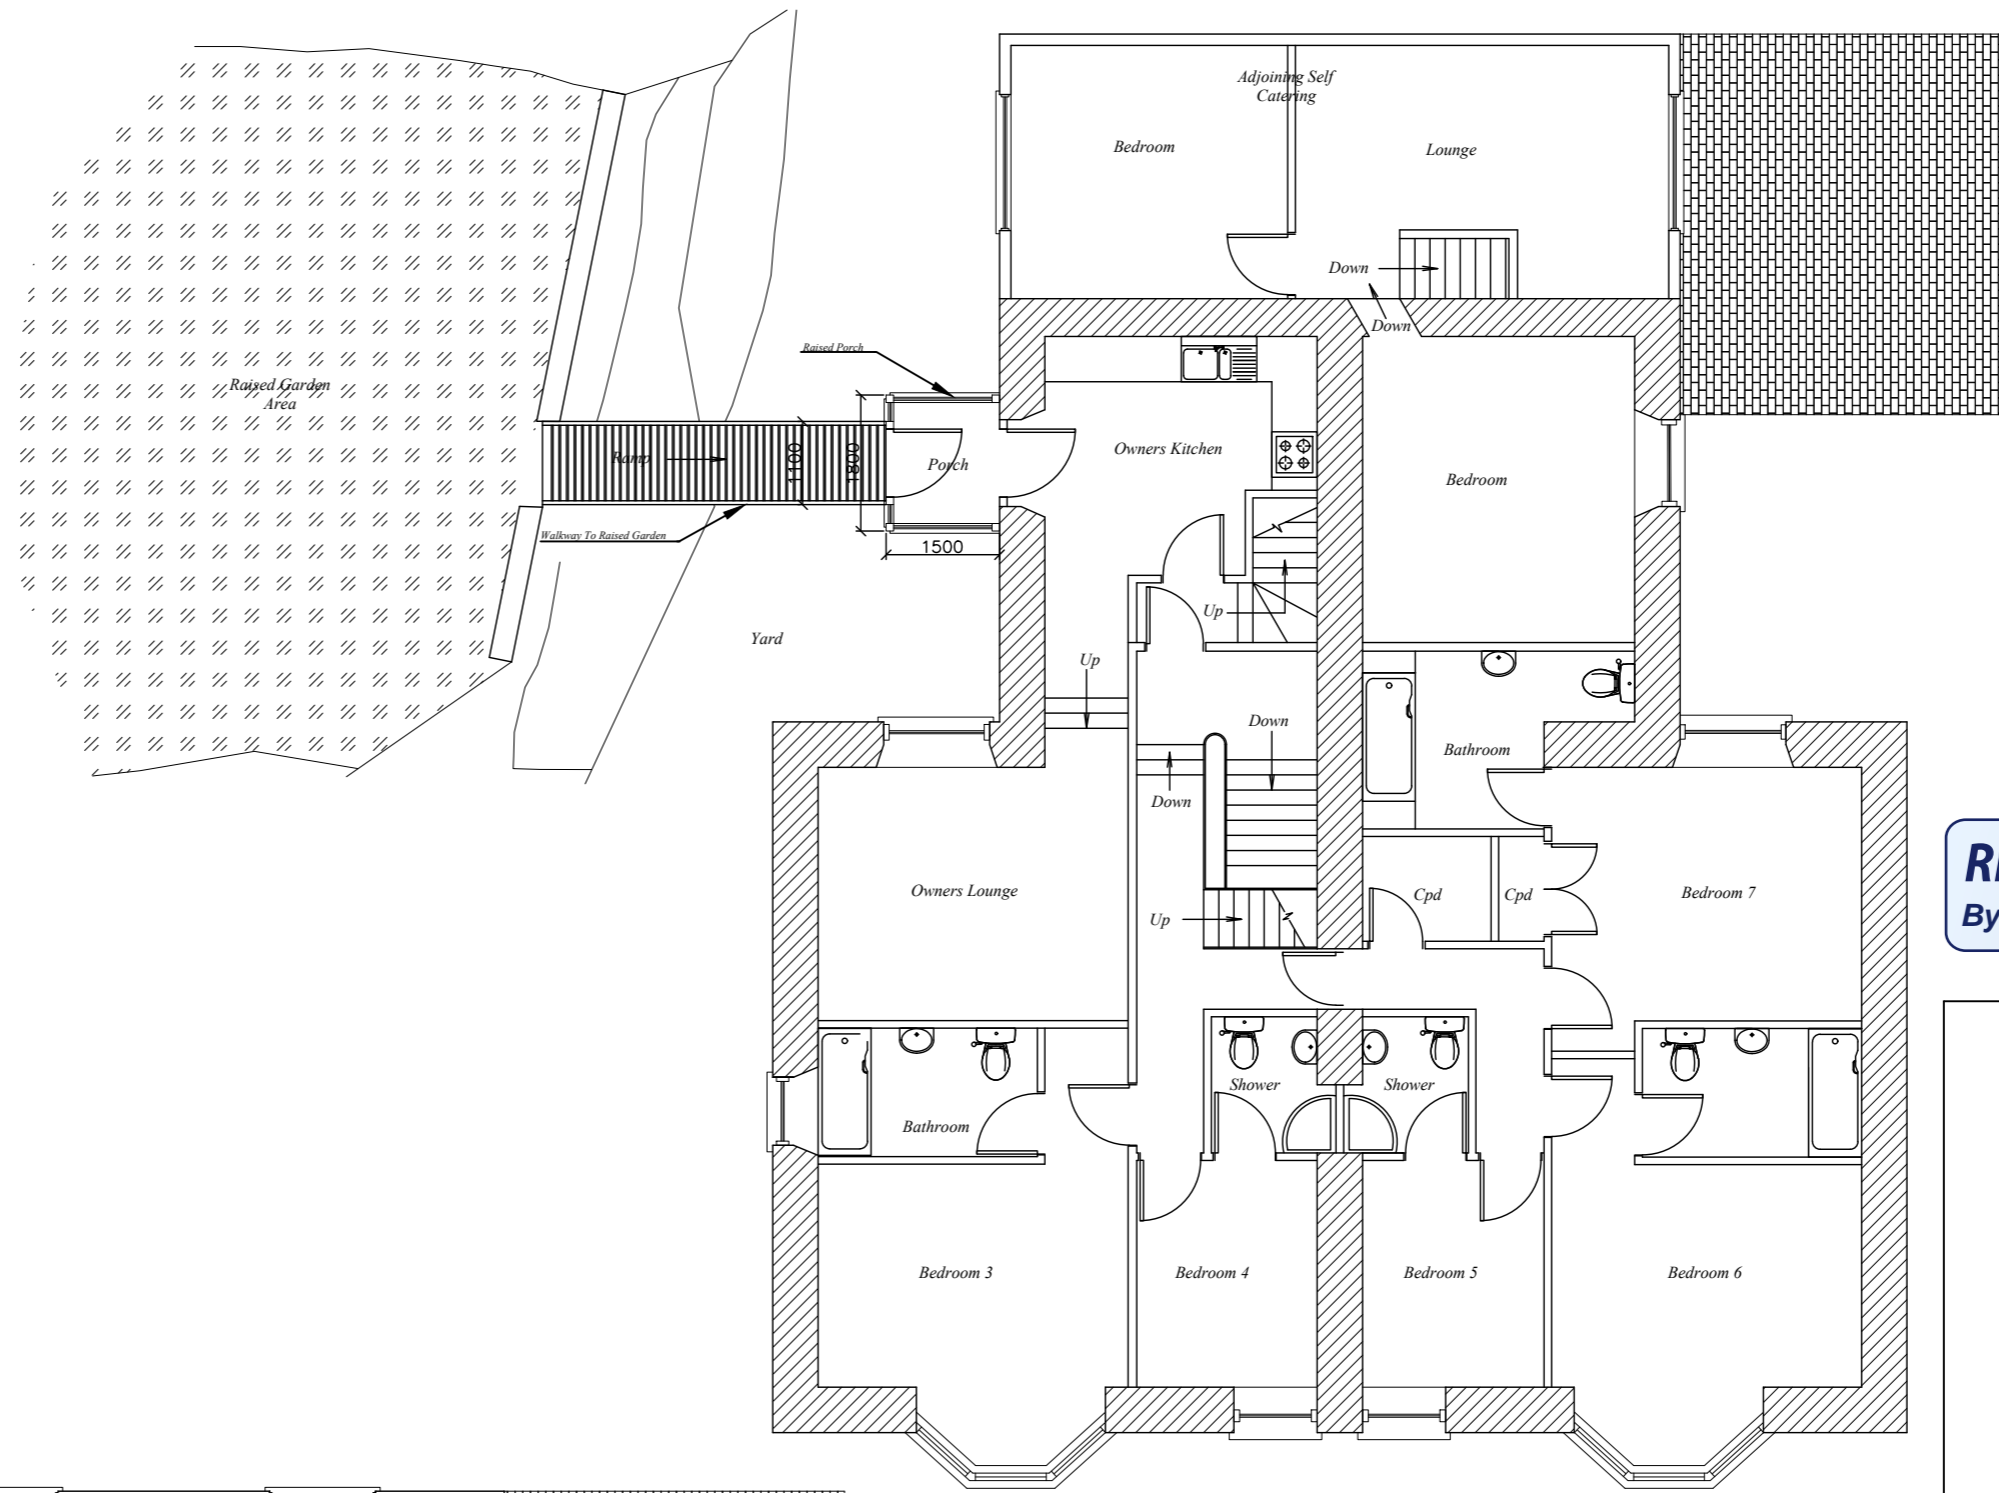 Adjoining Self
Catering
Bedroom
Lounge
Down
Down
Raised Porch
Raised Garden
Area
Ramp
1100
1800
Porch
Owners Kitchen
Bedroom
Walkway To Raised Garden
1500
Up
Yard
Up
Down
Bathroom
Down
Owners Lounge
Up
Cpd
Cpd
Bedroom 7
By
Shower
Shower
Bathroom
Bedroom 3
Bedroom 4
Bedroom 5
Bedroom 6